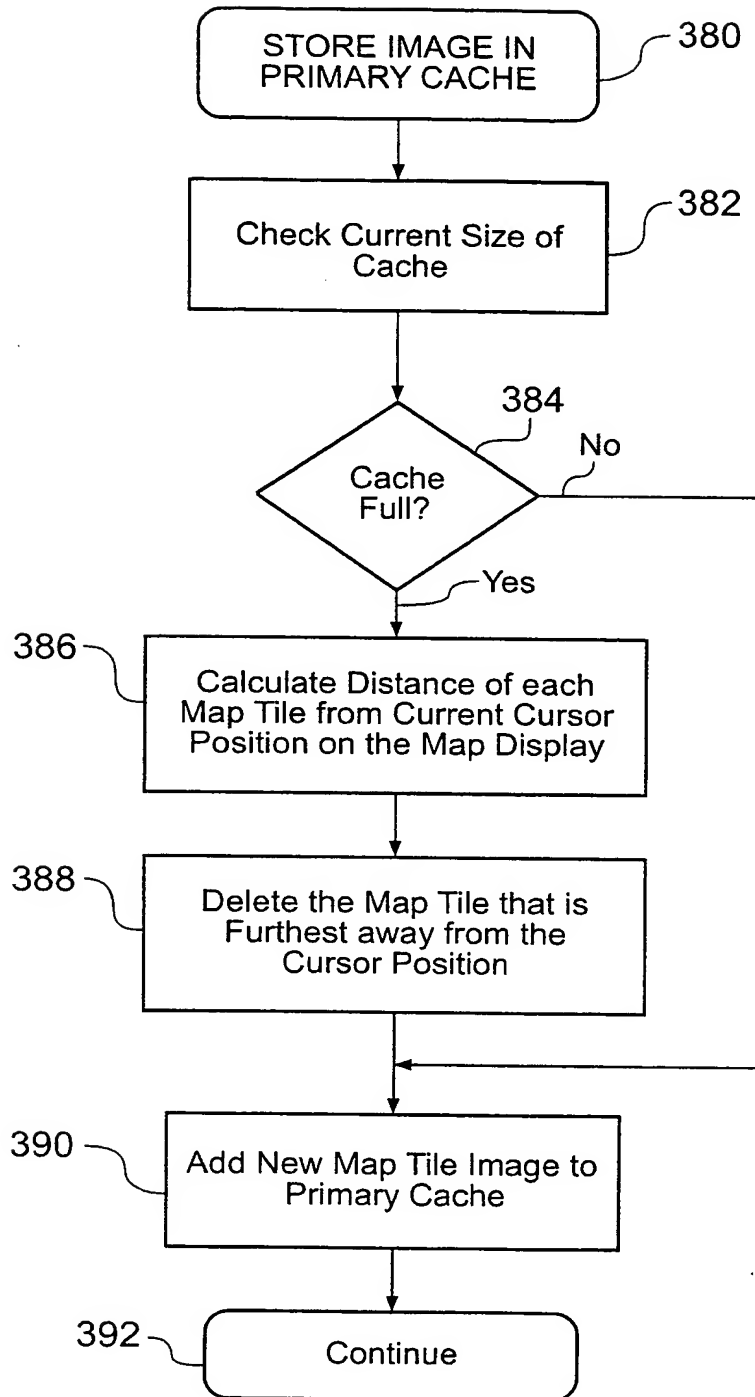 STORE IMAGE IN
PRIMARY CACHE
380
Check Current Size of
Cache
382
384
Cache
Full?
No
Yes
386
Calculate Distance of each
Map Tile from Current Cursor
Position on the Map Display
388
Delete the Map Tile that is
Furthest away from the
Cursor Position
390
Add New Map Tile Image to
Primary Cache
392
Continue